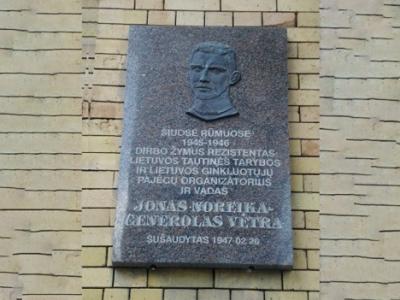 ŠIUOSE RŪMUOSE
1945-1946
DIRBO ŽYMUS REZISTENTAS,
LIETUVOS TAUTINĖS TARYBOS
IR LIETUVOS GINKLUOTŲJŲ
PAJĖGŲ ORGANIZATORIUS
IR VADAS
JONAS NOREIKA-
GENEROLAS VĖTRA
SUŠAUDYTAS 1947 02 26